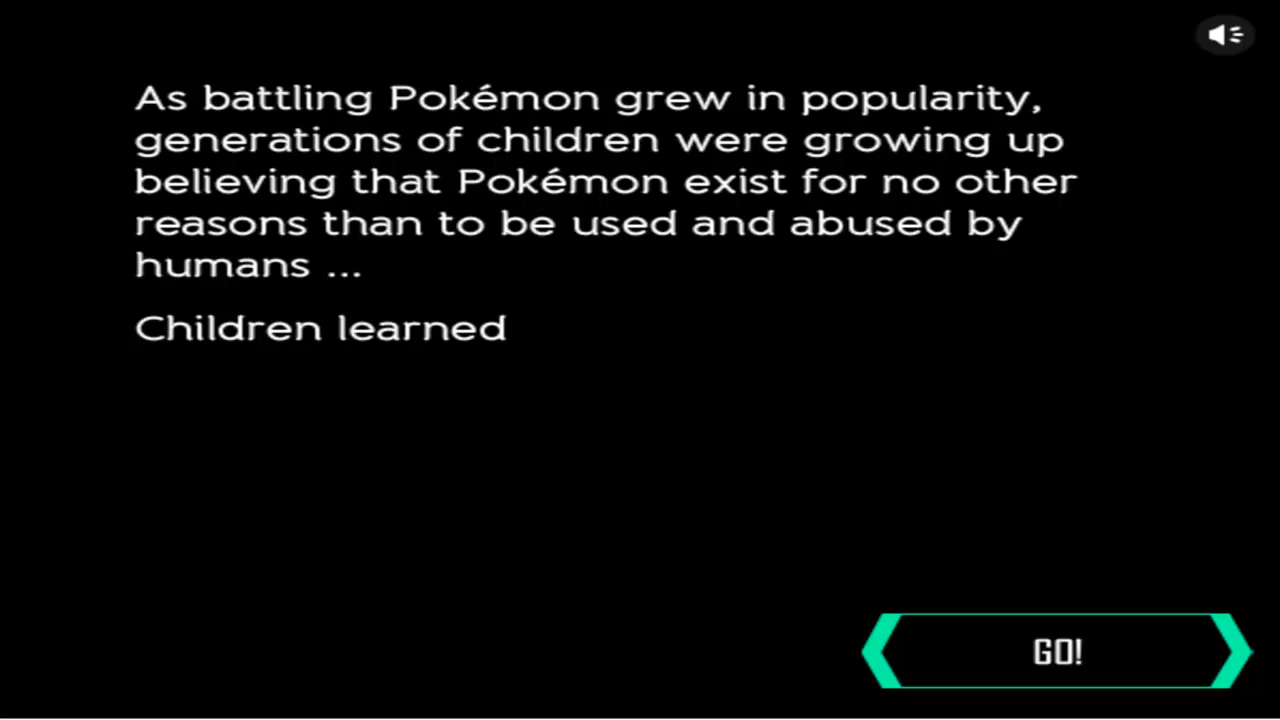 As battling Pokémon grew in popularity,
generations of children were growing up
believing that Pokémon exist for no other
reasons than to be used and abused by
humans ...
Children learned
GO!